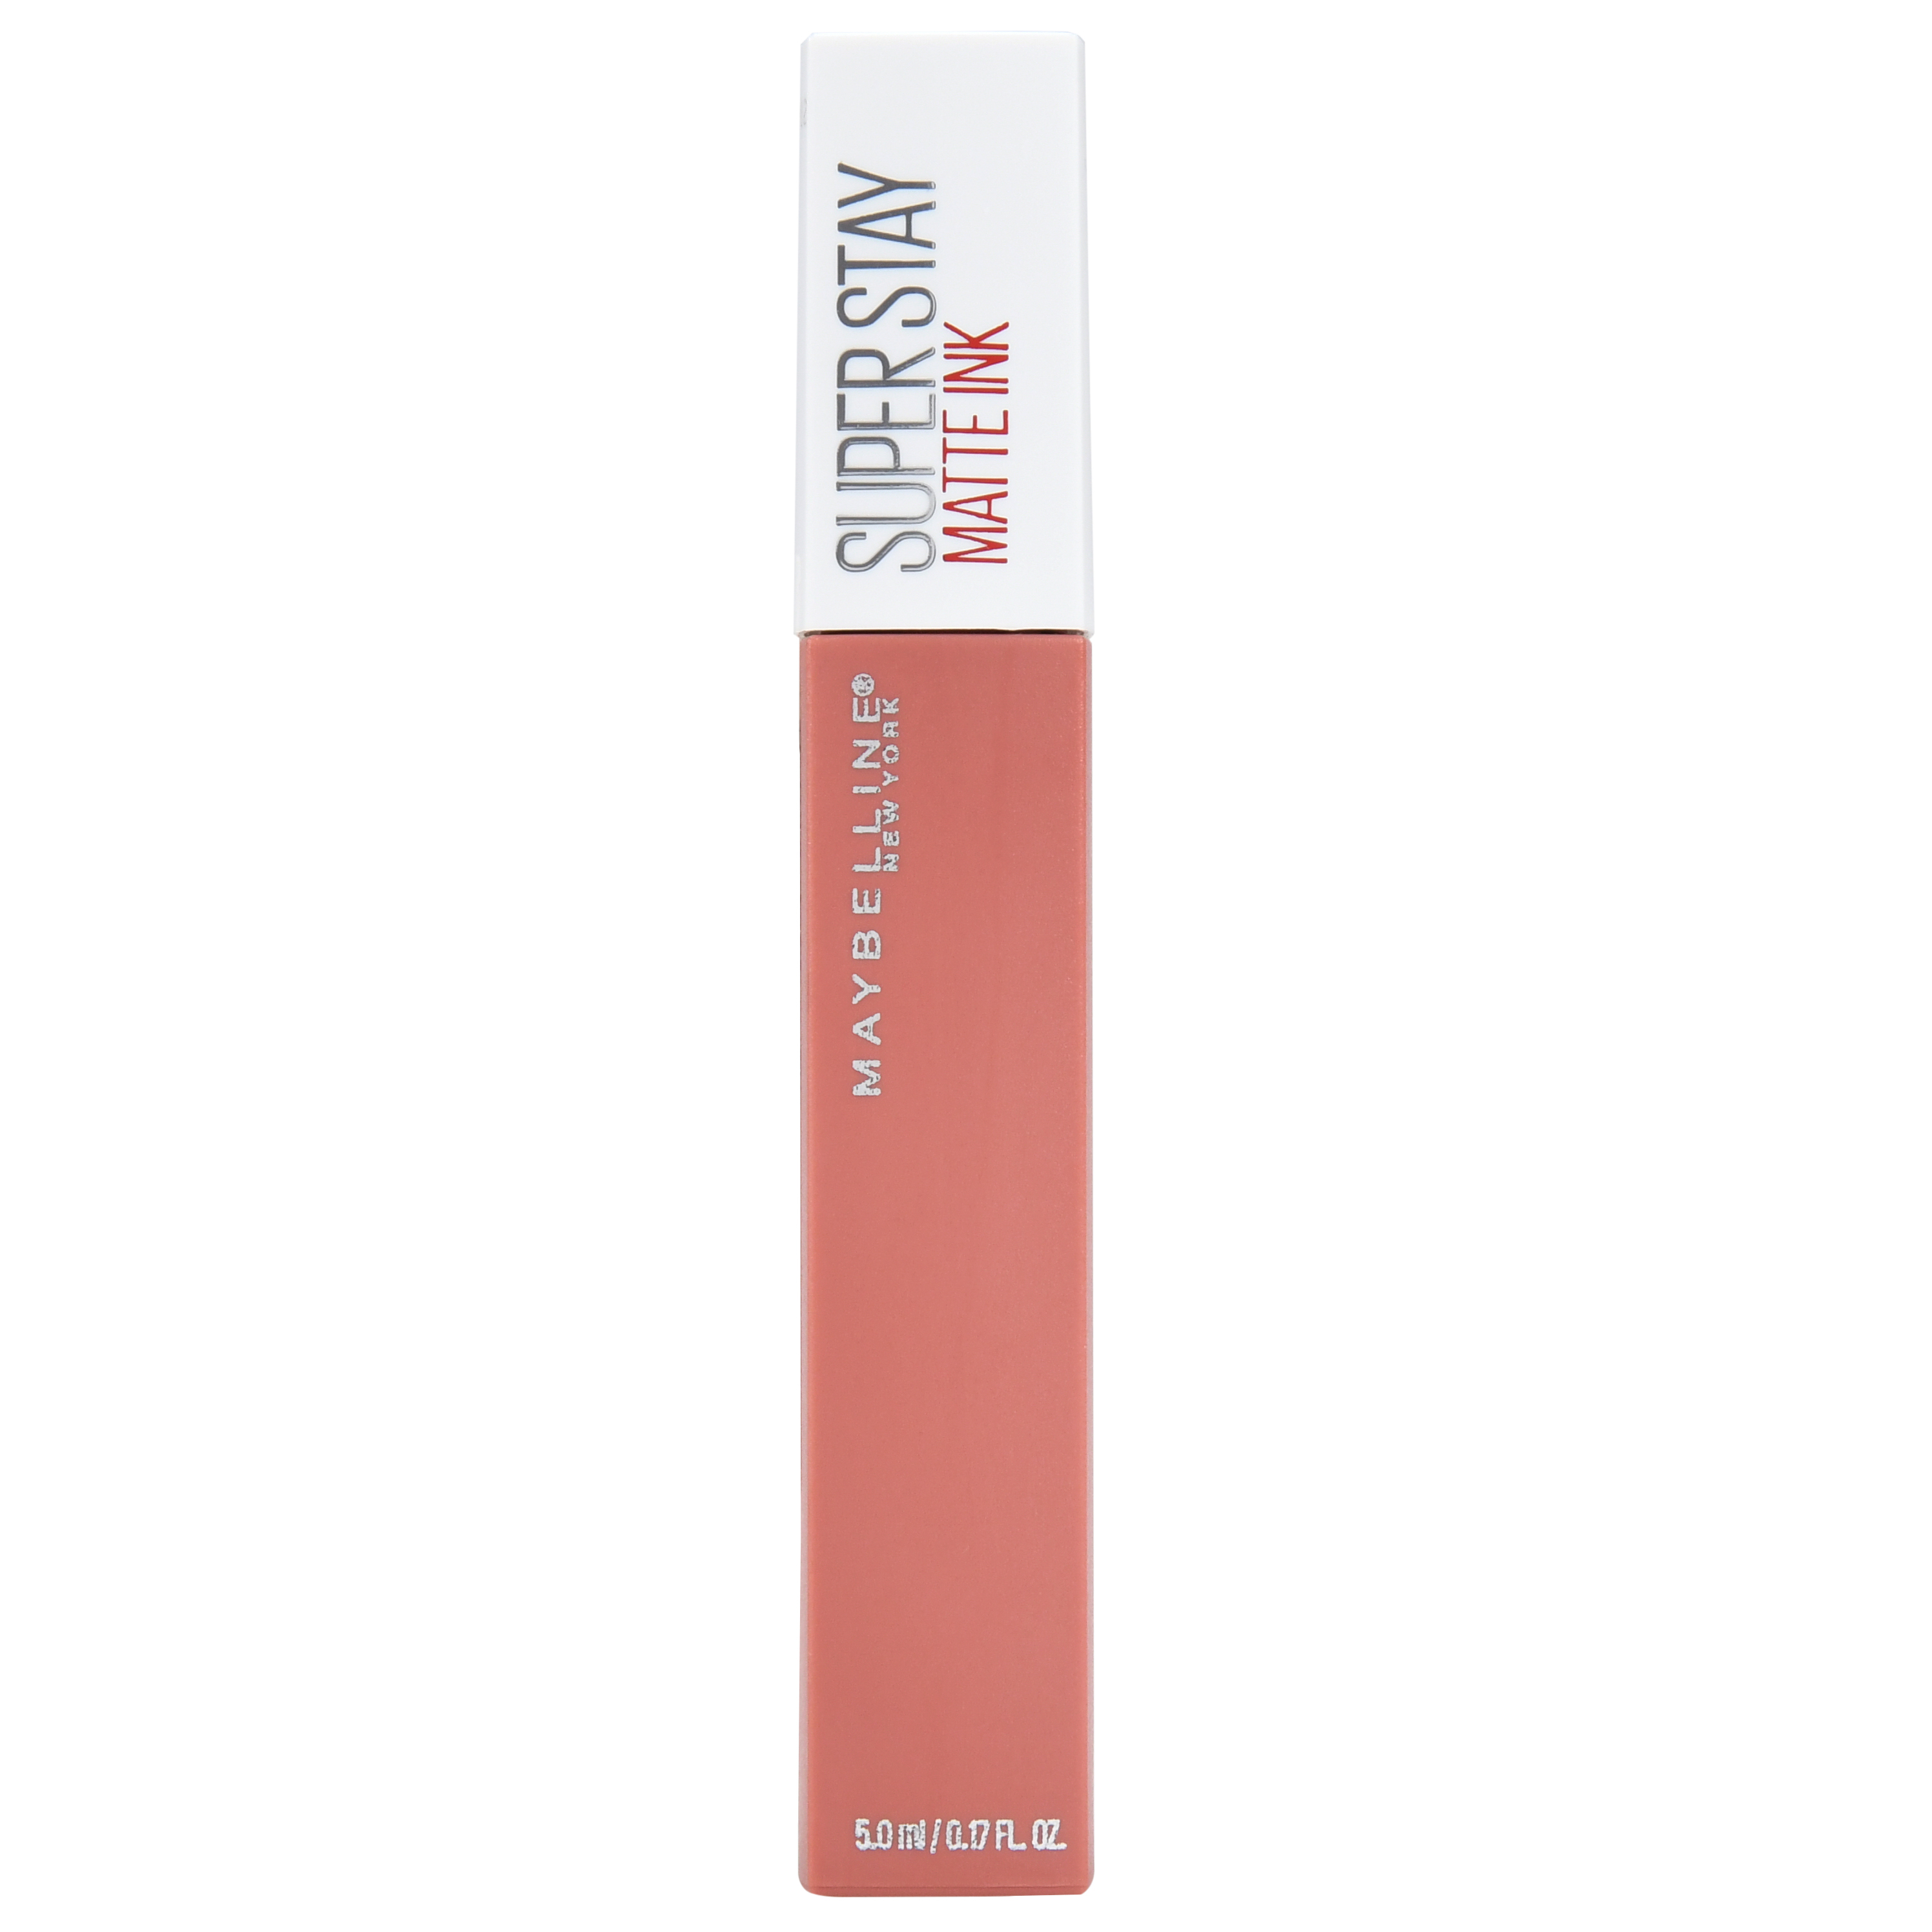 SUPER STAY
MATTE INK
MAYBELLINE®
NEW YORK
5.0 ml / 0.17 FL. OZ.